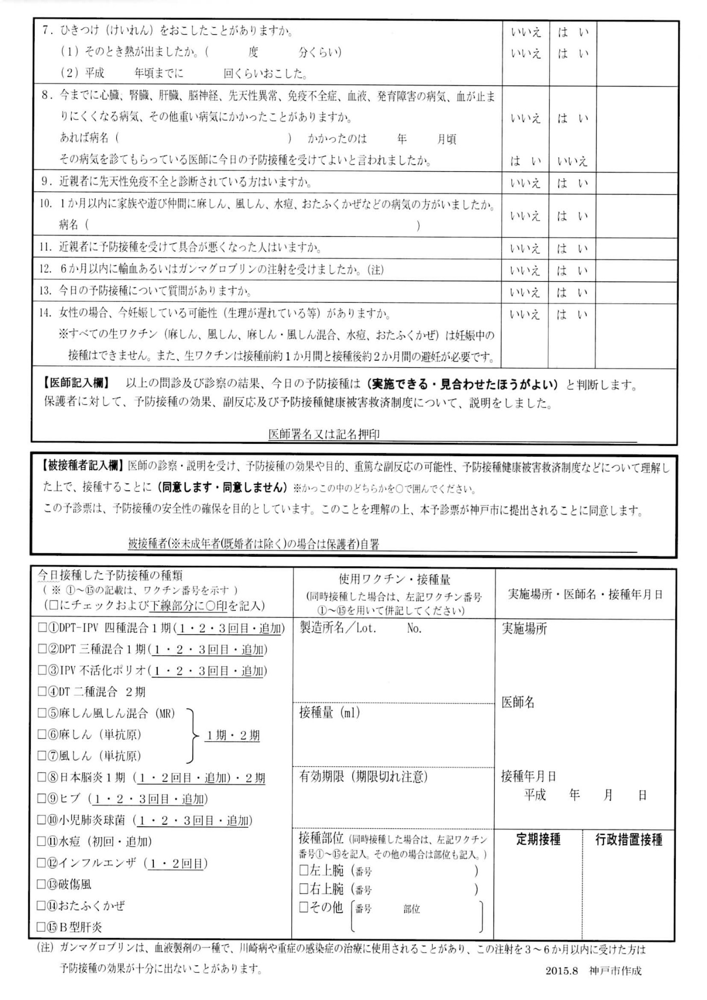 7．ひきつけ（けいれん）をおこしたことがありますか。　いいえ　は　い
（1）そのとき熱が出ましたか。（　　　度　　　分くらい）　いいえ　は　い
（2）平成　　　年頃までに　　　回くらいおこした。
8．今までに心臓、腎臓、肝臓、脳神経、先天性異常、免疫不全症、血液、発育障害の病気、血が止ま
りにくくなる病気、その他重い病気にかかったことがありますか。　いいえ　は　い
あれば病名（　　　　　　　　　　）　かかったのは　　年　　月頃
その病気を診てもらっている医師に今日の予防接種を受けてよいと言われましたか。　は　い　いいえ
9．近親者に先天性免疫不全と診断されている方はいますか。　いいえ　は　い
10．1か月以内に家族や遊び仲間に麻しん、風しん、水痘、おたふくかぜなどの病気の方がいましたか。　いいえ　は　い
病名（　　　　　　　　　　　　　　　　　　　　）
11．近親者に予防接種を受けて具合が悪くなった人はいますか。　いいえ　は　い
12．6か月以内に輸血あるいはガンマグロブリンの注射を受けましたか。（注）　いいえ　は　い
13．今日の予防接種について質問がありますか。　いいえ　は　い
14．女性の場合、今妊娠している可能性（生理が遅れている等）がありますか。　いいえ　は　い
※すべての生ワクチン（麻しん、風しん、麻しん・風しん混合、水痘、おたふくかぜ）は妊娠中の
接種はできません。また、生ワクチンは接種前約1か月間と接種後約2か月間の避妊が必要です。
【医師記入欄】　以上の問診及び診察の結果、今日の予防接種は（実施できる・見合わせたほうがよい）と判断します。
保護者に対して、予防接種の効果、副反応及び予防接種健康被害救済制度について、説明をしました。
医師署名又は記名押印
【被接種者記入欄】医師の診察・説明を受け、予防接種の効果や目的、重篤な副反応の可能性、予防接種健康被害救済制度などについて理解し
た上で、接種することに（同意します・同意しません）※かっこの中のどちらかを○で囲んでください。
この予診票は、予防接種の安全性の確保を目的としています。このことを理解の上、本予診票が神戸市に提出されることに同意します。
被接種者(※未成年者(既婚者は除く)の場合は保護者)自署
今日接種した予防接種の種類
（ ※ ①～⑮の記載は、ワクチン番号を示す ）
（□にチェックおよび下線部分に○印を記入）
使用ワクチン・接種量
（同時接種した場合は、左記ワクチン番号
①～⑮を用いて併記してください）
実施場所・医師名・接種年月日
□①DPT-IPV 四種混合1期（1・2・3回目・追加）
□②DPT 三種混合1期（1・2・3回目・追加）
□③IPV 不活化ポリオ（1・2・3回目・追加）
□④DT 二種混合 2期
□⑤麻しん風しん混合（MR）
□⑥麻しん（単抗原）　1期・2期
□⑦風しん（単抗原）
□⑧日本脳炎1期（1・2回目・追加）・2期
□⑨ヒブ（1・2・3回目・追加）
□⑩小児肺炎球菌（1・2・3回目・追加）
□⑪水痘（初回・追加）
□⑫インフルエンザ（1・2回目）
□⑬破傷風
□⑭おたふくかぜ
□⑮B型肝炎
製造所名／Lot.　　No.
接種量（ml）
有効期限（期限切れ注意）
接種部位（同時接種した場合は、左記ワクチン
番号①～⑮を記入。その他の場合は部位も記入。）
□左上腕（番号　　　　　　　）
□右上腕（番号　　　　　　　）
□その他〔番号　　　部位　　　〕
実施場所
医師名
接種年月日
平成　　年　　月　　日
定期接種　行政措置接種
（注）ガンマグロブリンは、血液製剤の一種で、川崎病や重症の感染症の治療に使用されることがあり、この注射を3～6か月以内に受けた方は
予防接種の効果が十分に出ないことがあります。
2015.8　神戸市作成